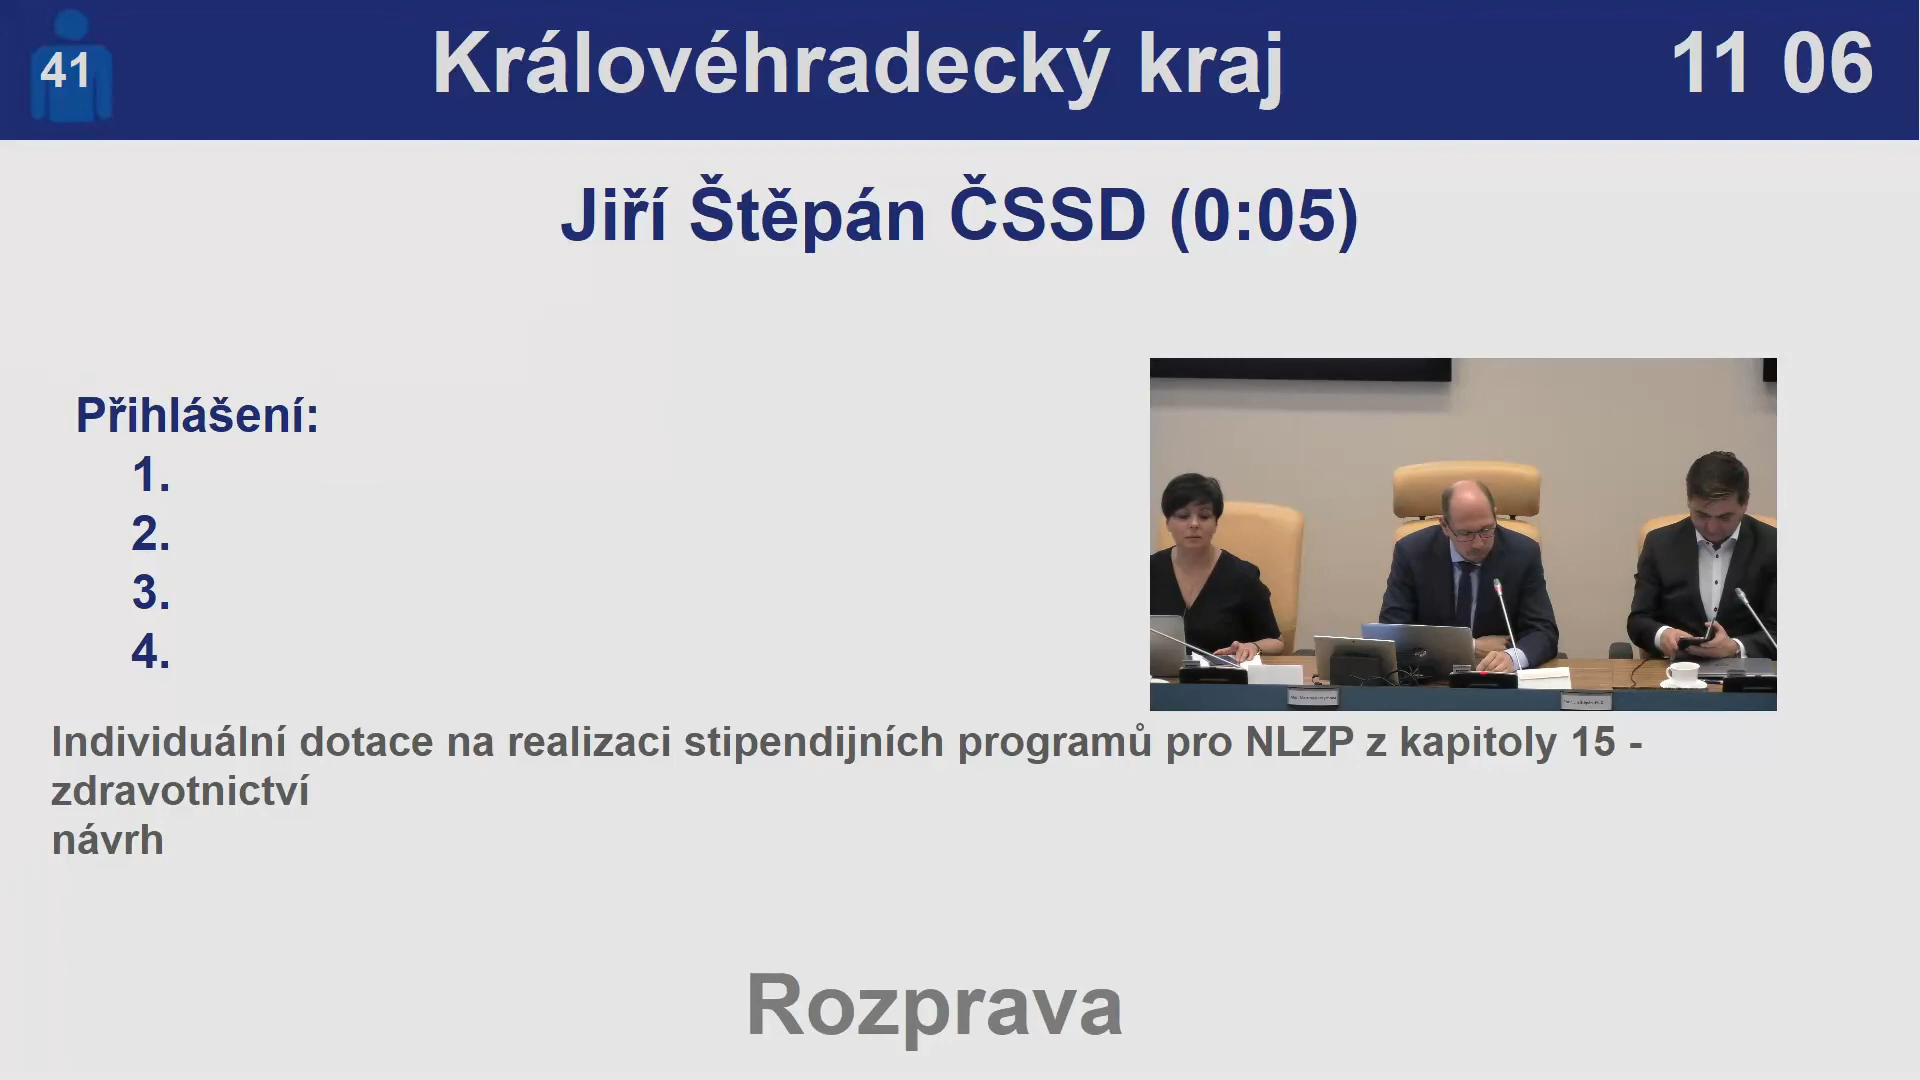 41
Královéhradecký kraj
11 06
Jiří Štěpán ČSSD (0:05)
Přihlášení:
1.
2.
3.
4.
Individuální dotace na realizaci stipendijních programů pro NLZP z kapitoly 15 -
zdravotnictví
návrh
Rozprava